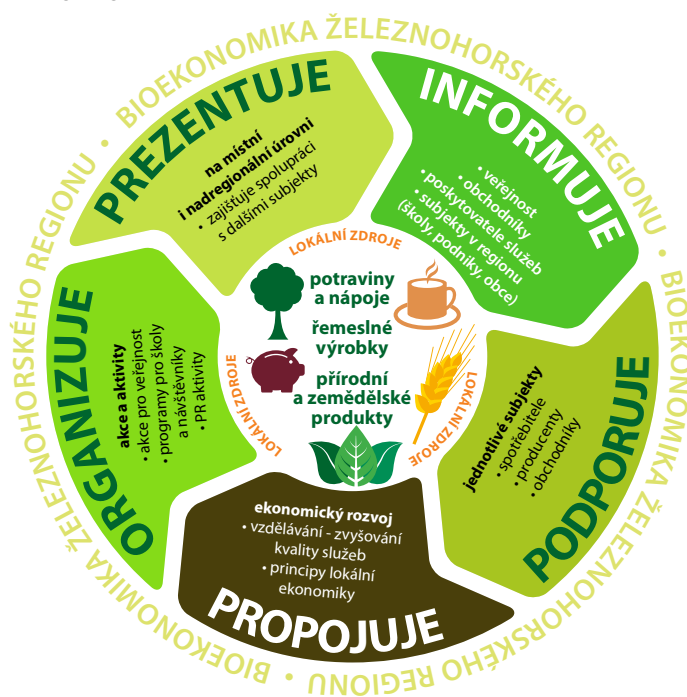 BIOEKONOMIKA ŽELEZNOHORSKÉHO REGIONU • BIOEKONOMIKA ŽELEZNOHORSKÉHO REGIONU • BIOEKONOMIKA ŽELEZNOHORSKÉHO REGIONU •
PREZENTUJE
na místní
i nadregionální úrovni
• zajišťuje spolupráci
s dalšími subjekty
INFORMUJE
• veřejnost
• obchodníky
• poskytovatele služeb
• subjekty v regionu
(školy, podniky, obce)
PODPORUJE
jednotlivé subjekty
• spotřebitele
• producenty
• obchodníky
ekonomický rozvoj
• vzdělávání - zvyšování
kvality služeb
• principy lokální
ekonomiky
PROPOJUJE
ORGANIZUJE
akce a aktivity
• akce pro veřejnost
• programy pro školy
a návštěvníky
• PR aktivity
LOKÁLNÍ ZDROJE
LOKÁLNÍ ZDROJE
LOKÁLNÍ ZDROJE
potraviny
a nápoje
řemeslné
výrobky
přírodní
a zemědělské
produkty